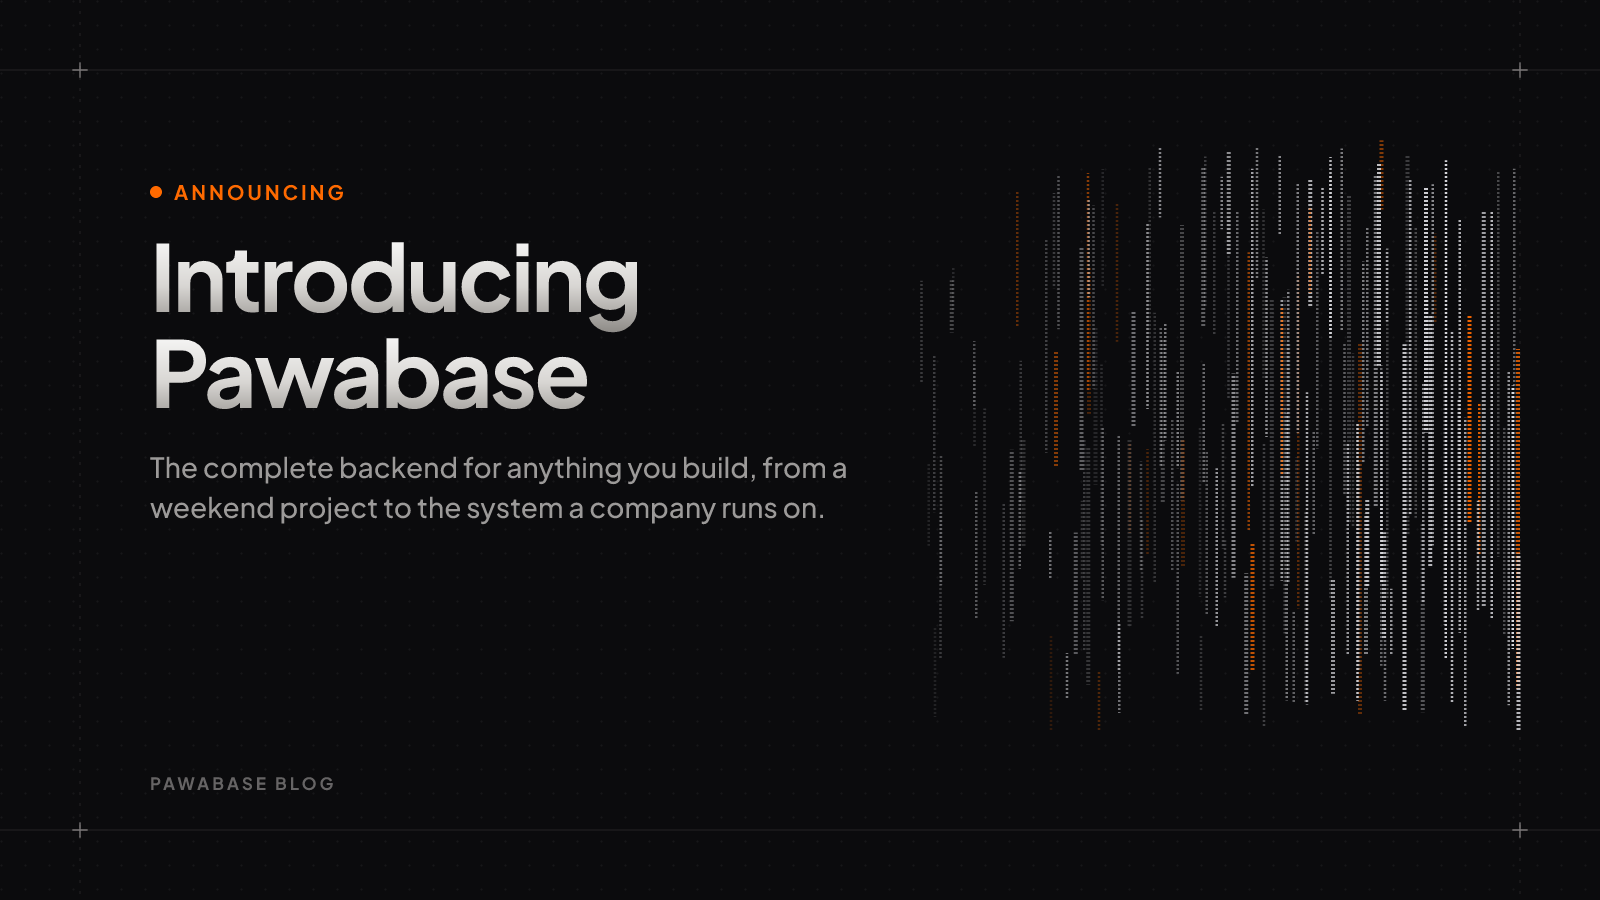 ANNOUNCING
Introducing
Pawabase
The complete backend for anything you build, from a
weekend project to the system a company runs on.
PAWABASE BLOG